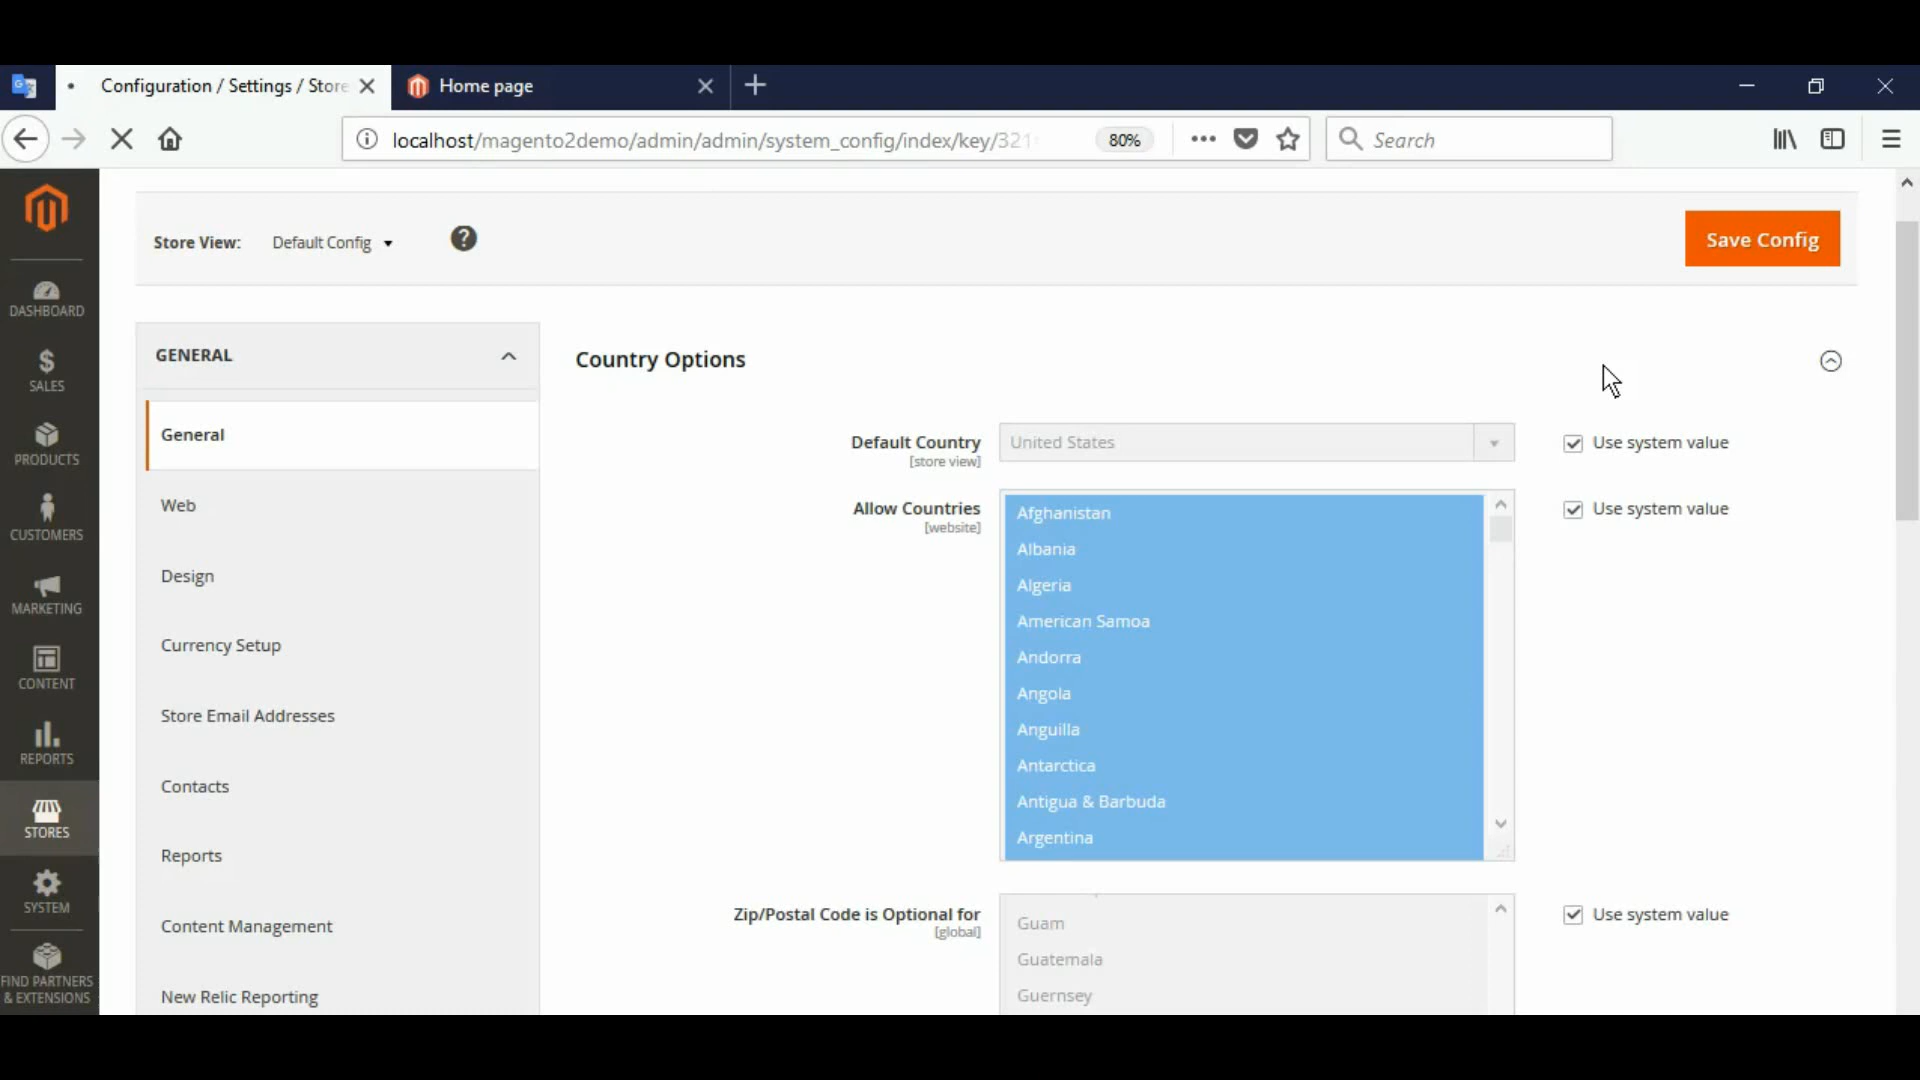 Configuration / Settings / Store
Home page
localhost/magento2demo/admin/admin/system_config/index/key/321
80%
Search
Store View:
Default Config
?
Save Config
DASHBOARD
SALES
PRODUCTS
CUSTOMERS
MARKETING
CONTENT
REPORTS
STORES
SYSTEM
FIND PARTNERS
& EXTENSIONS
GENERAL
General
Web
Design
Currency Setup
Store Email Addresses
Contacts
Reports
Content Management
New Relic Reporting
Country Options
Default Country
[store view]
United States
Use system value
Allow Countries
[website]
Afghanistan
Albania
Algeria
American Samoa
Andorra
Angola
Anguilla
Antarctica
Antigua & Barbuda
Argentina
Use system value
Zip/Postal Code is Optional for
[global]
Guam
Guatemala
Guernsey
Use system value